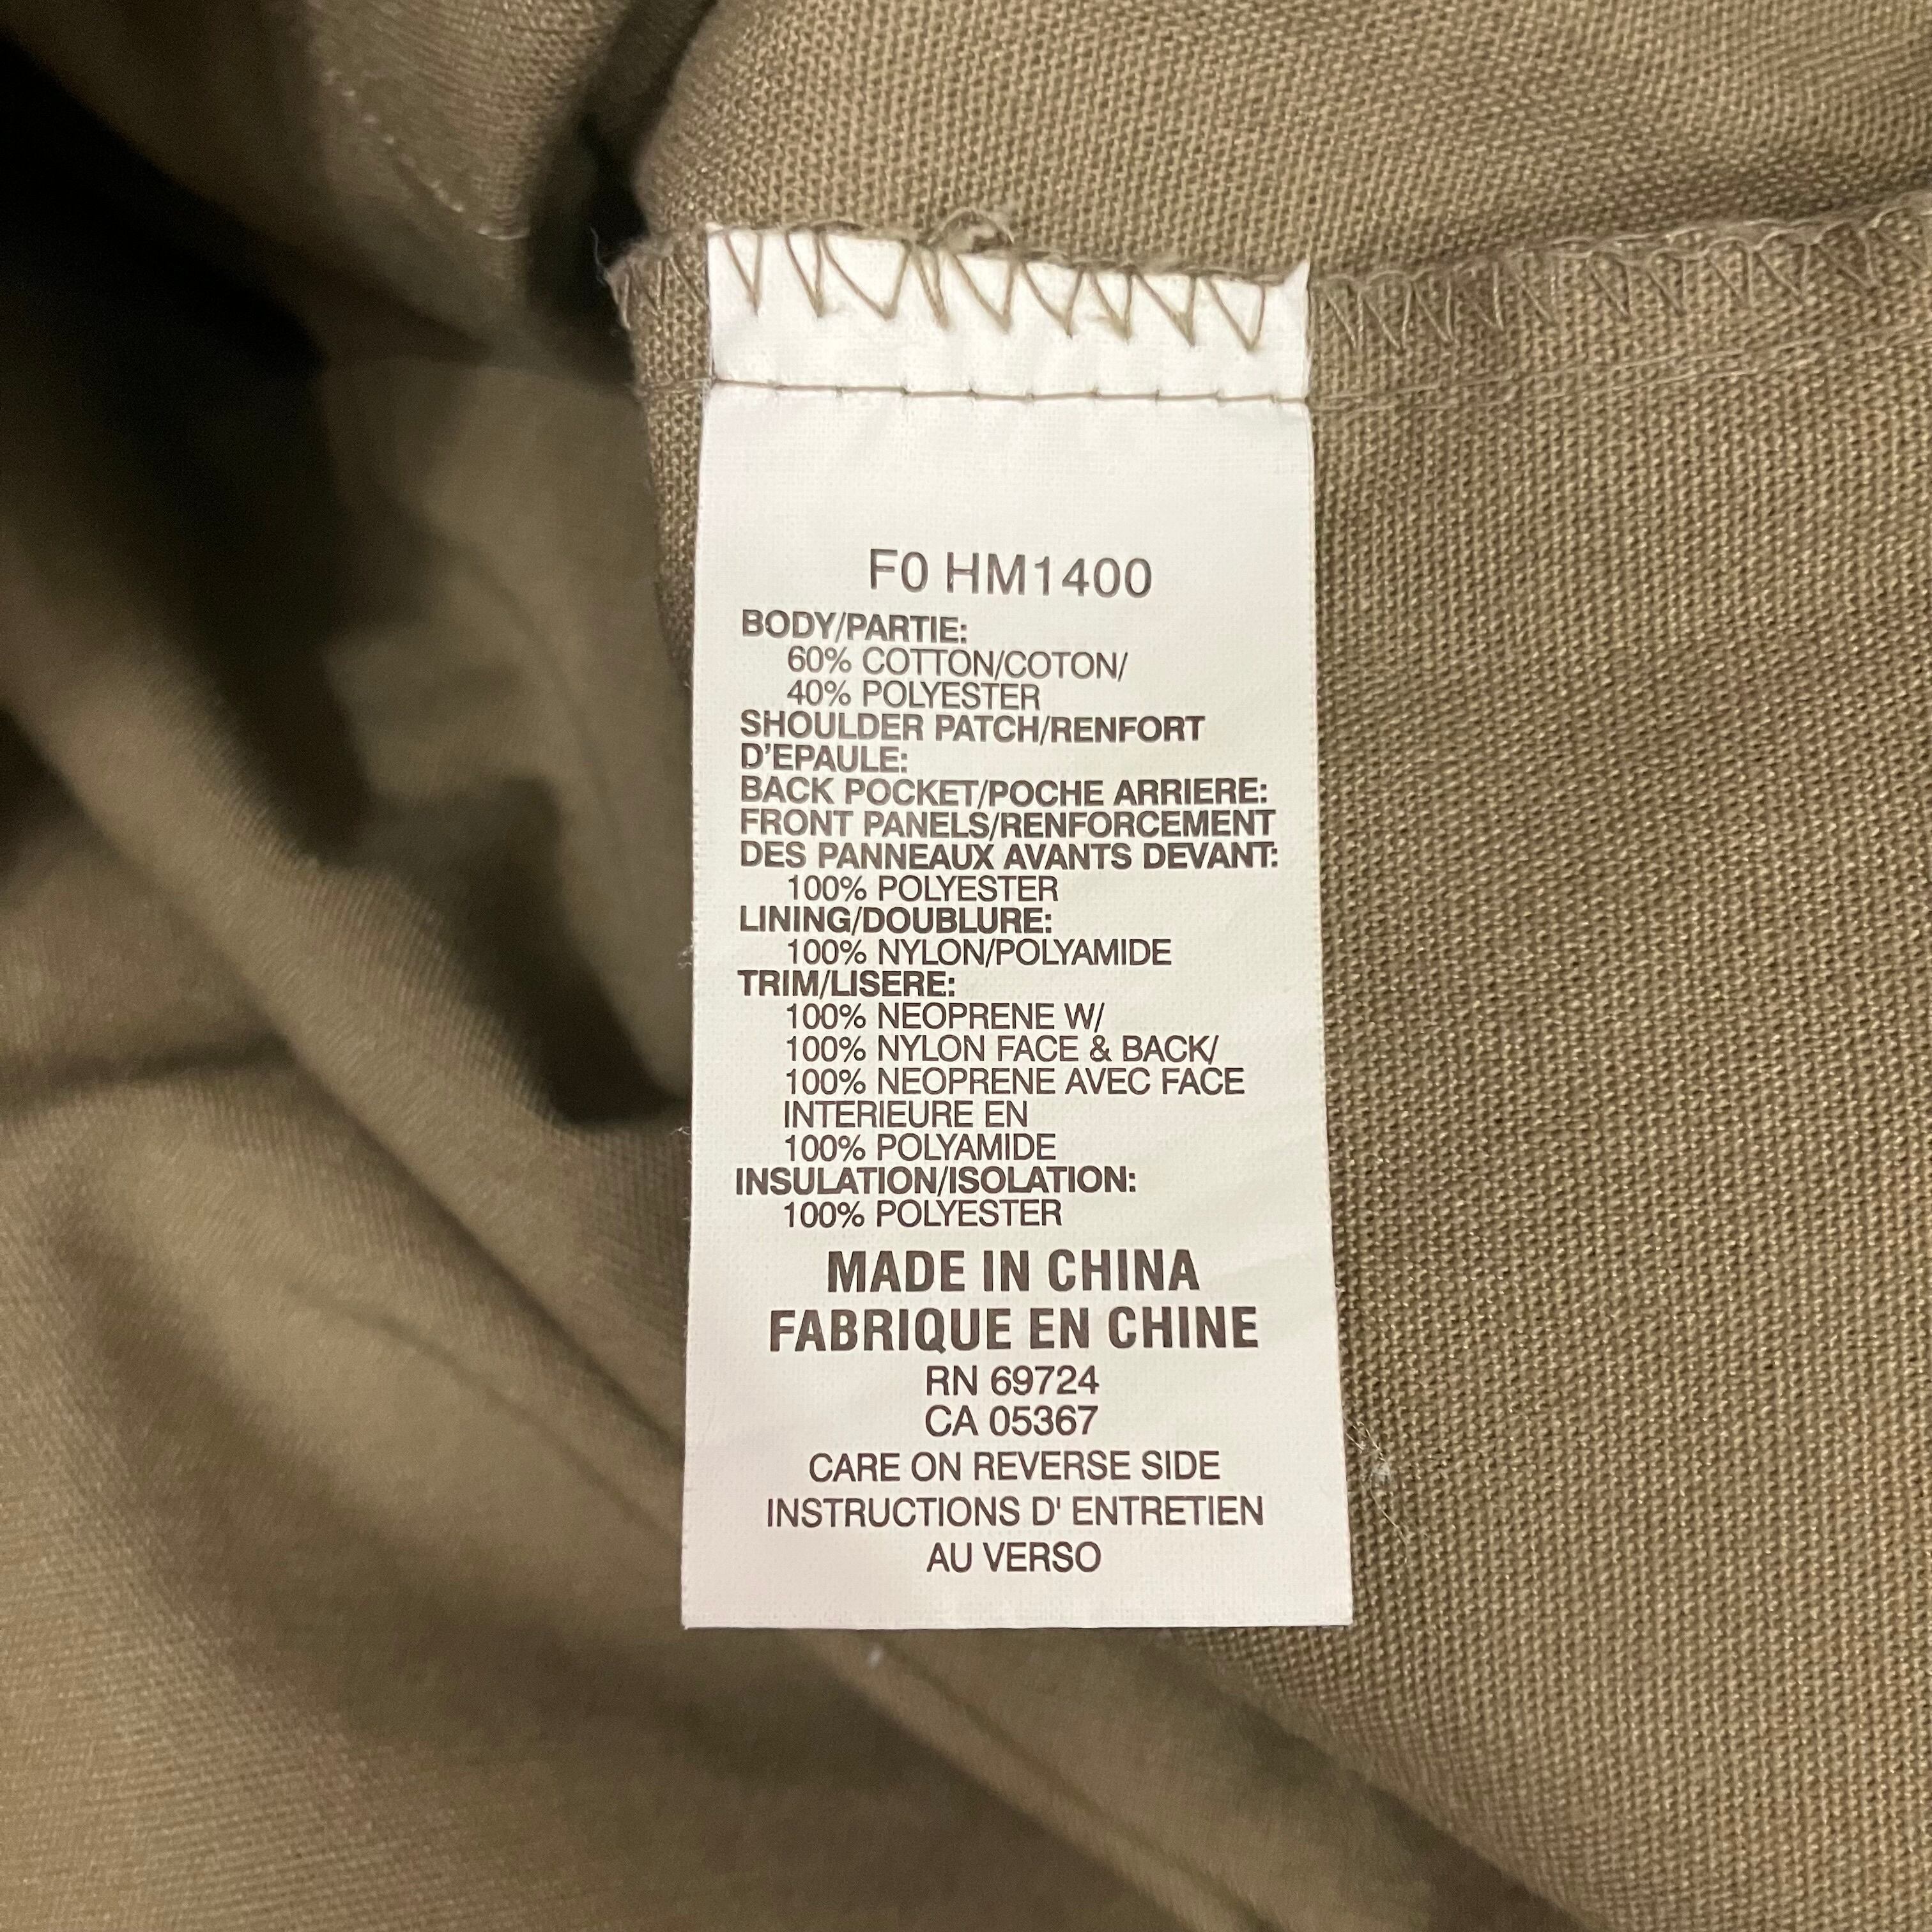 F0 HM1400
BODY/PARTIE:
60% COTTON/COTON/
40% POLYESTER
SHOULDER PATCH/RENFORT
D'EPAULE:
BACK POCKET/POCHE ARRIERE:
FRONT PANELS/RENFORCEMENT
DES PANNEAUX AVANTS DEVANT:
100% POLYESTER
LINING/DOUBLURE:
100% NYLON/POLYAMIDE
TRIM/LISERE:
100% NEOPRENE W/
100% NYLON FACE & BACK/
100% NEOPRENE AVEC FACE
INTERIEURE EN
100% POLYAMIDE
INSULATION/ISOLATION:
100% POLYESTER
MADE IN CHINA
FABRIQUE EN CHINE
RN 69724
CA 05367
CARE ON REVERSE SIDE
INSTRUCTIONS D' ENTRETIEN
AU VERSO